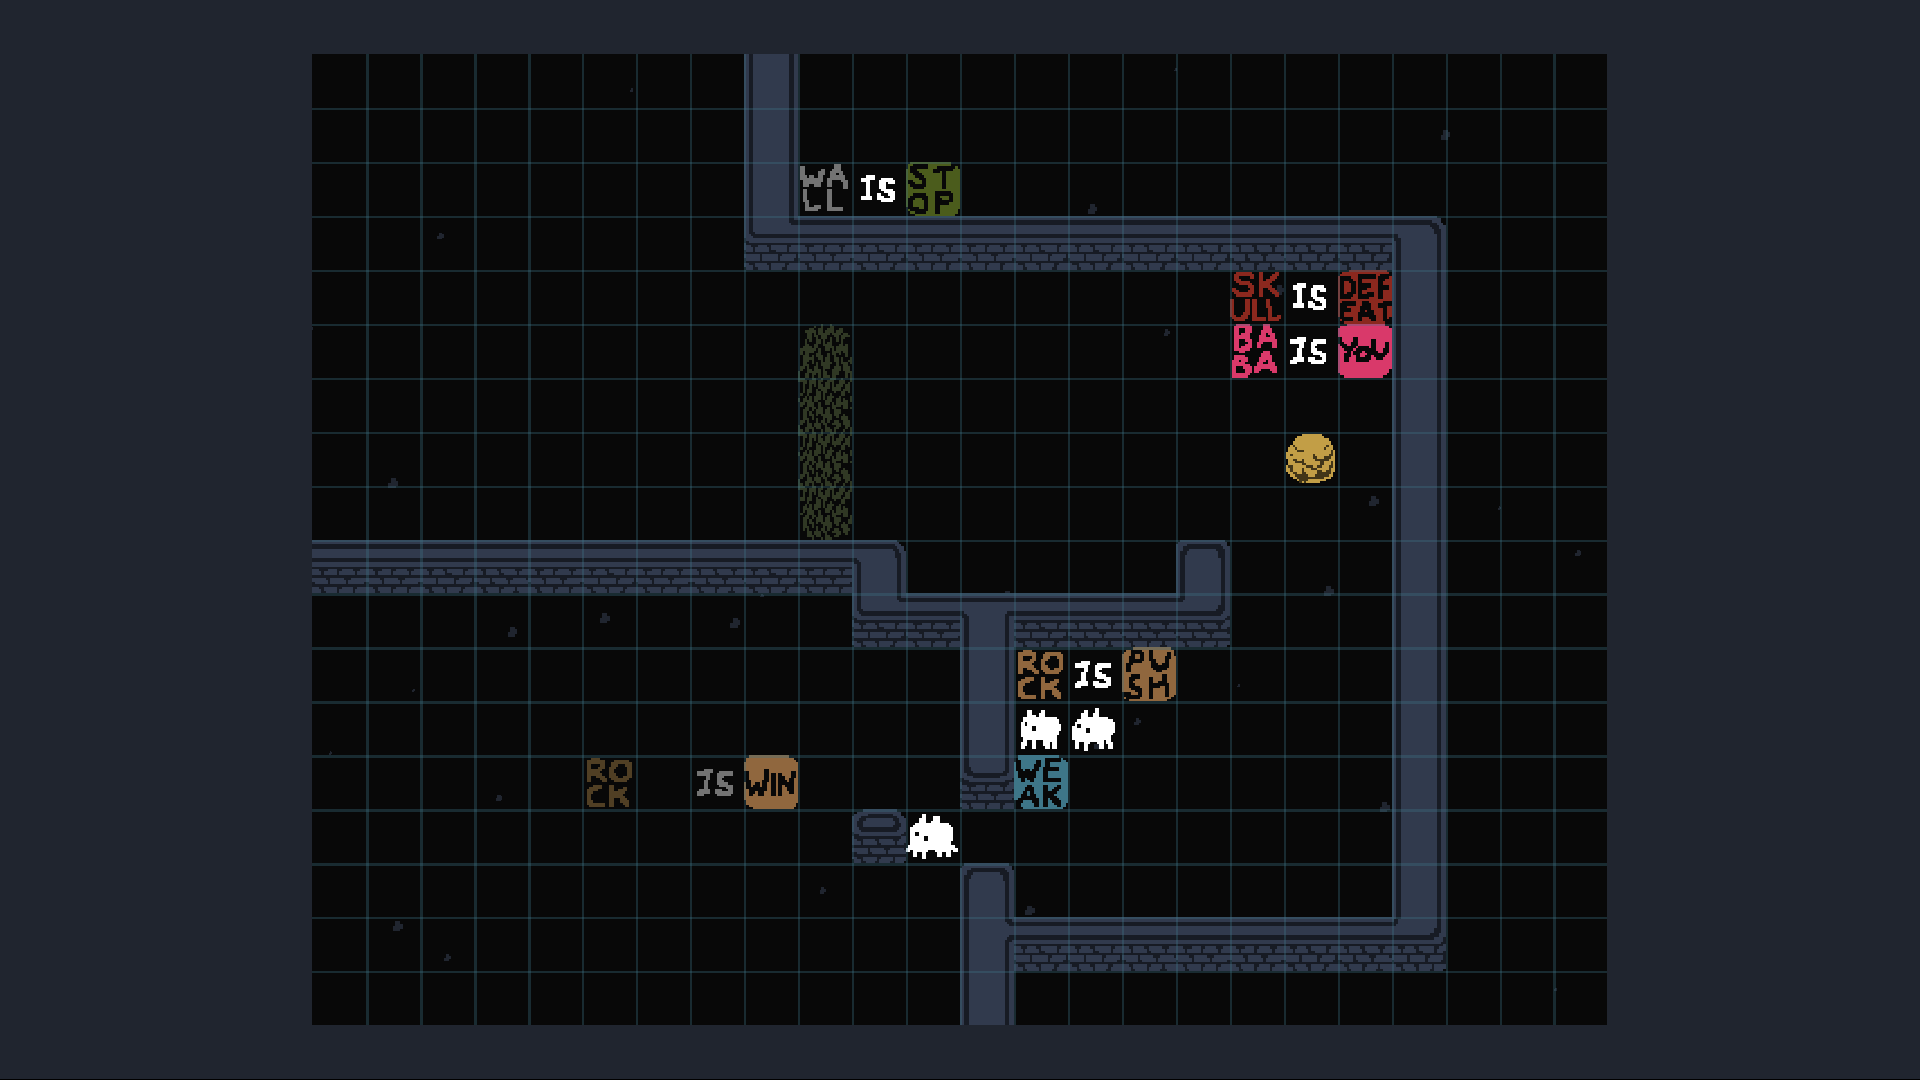 WALL IS STOP
SKULL IS DEFEAT
BABA IS YOU
ROCK IS PUSH
ROCK IS WIN
WEAK